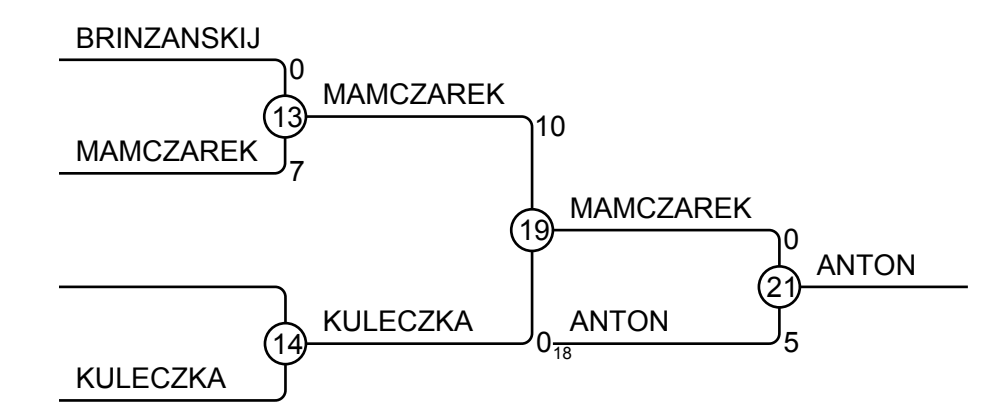 BRINZANSKIJ
0
MAMCZAREK
13
10
MAMCZAREK
7
MAMCZAREK
19
0
ANTON
21
KULECZKA
ANTON
14
0
18
5
KULECZKA